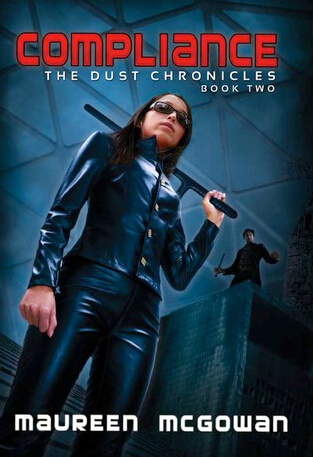 COMPLIANCE
THE DUST CHRONICLES
BOOK TWO
MAUREEN MCGOWAN